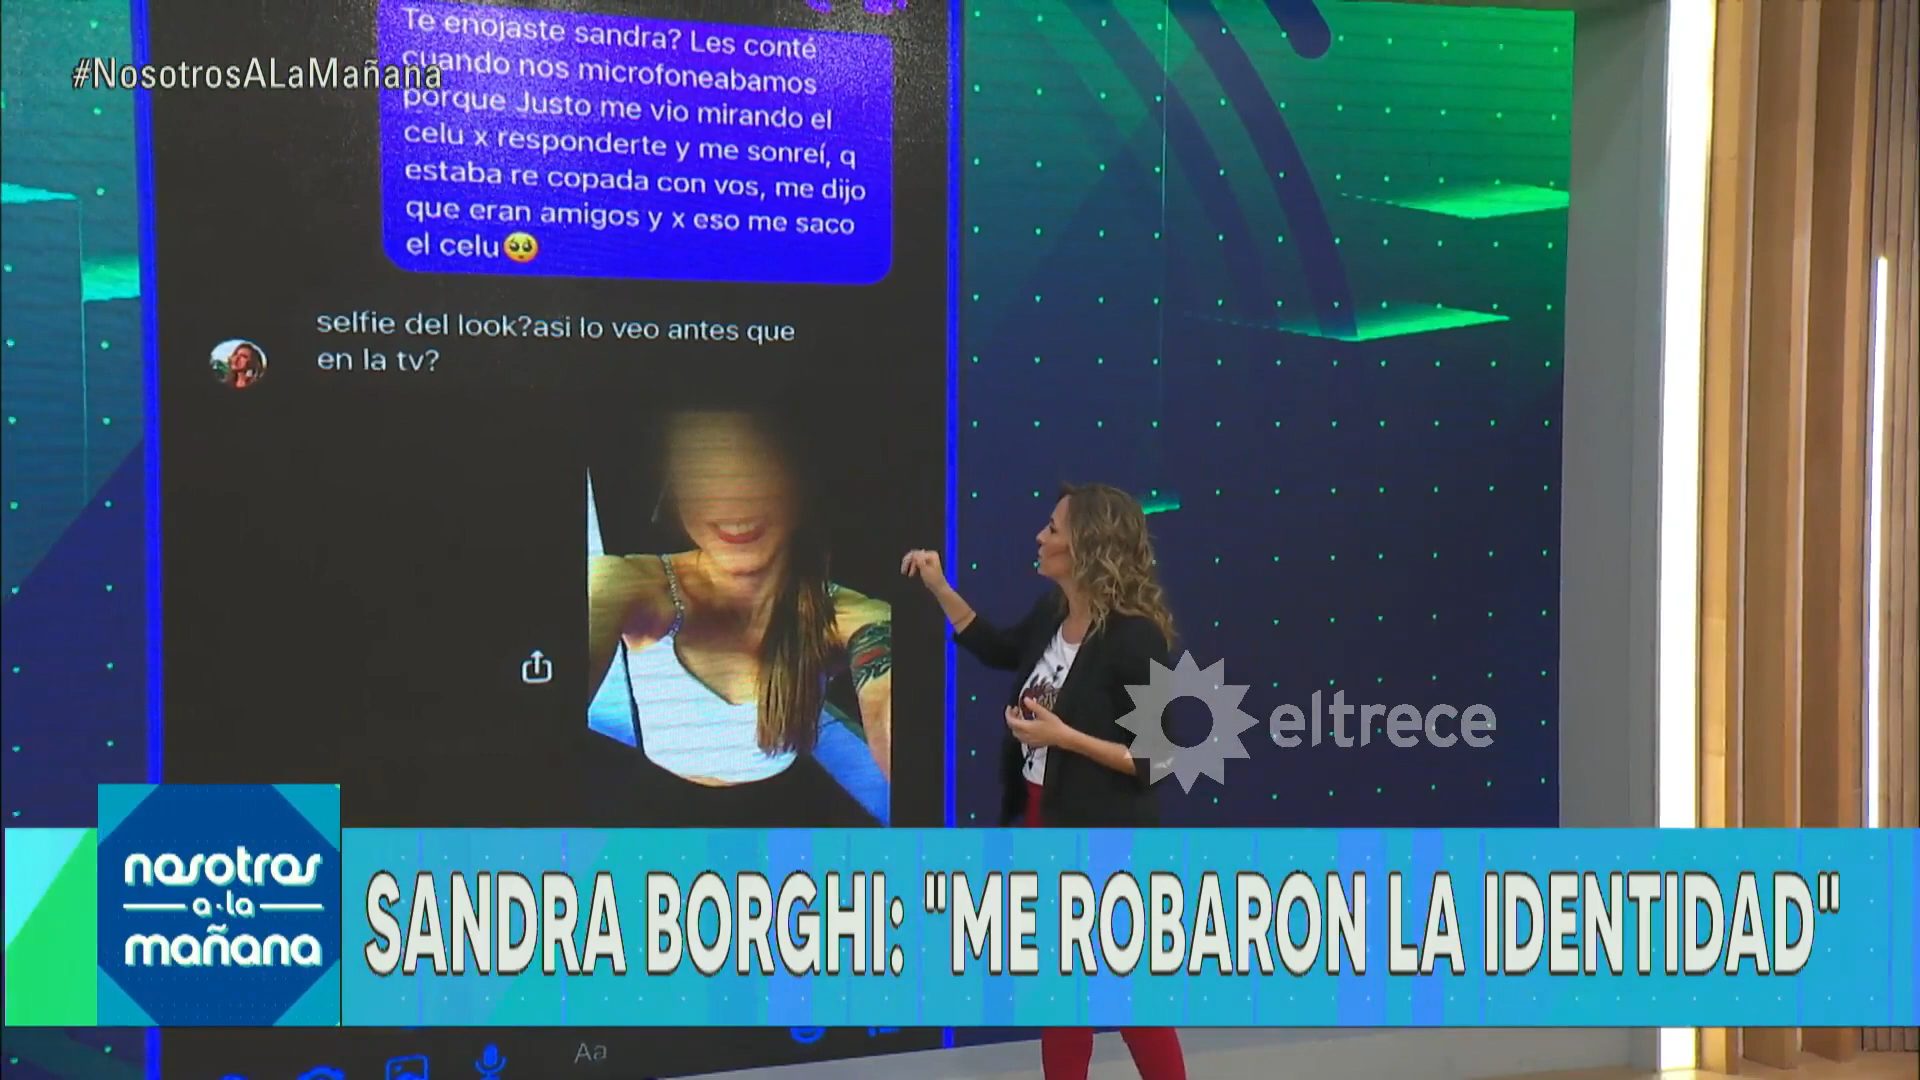 #NosotrosALaMañana
Te enojaste sandra? Les conté
cuando nos microfoneabamos
porque Justo me vio mirando el
celu x responderte y me sonreí, q
estaba re copada con vos, me dijo
que eran amigos y x eso me saco
el celu🥺
selfie del look?asi lo veo antes que
en la tv?
eltrece
nosotros
a·la
mañana
SANDRA BORGHI: "ME ROBARON LA IDENTIDAD"
Aa